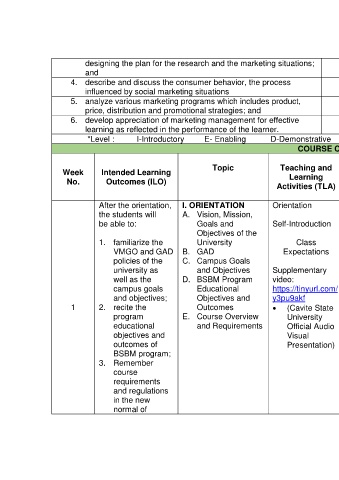 designing the plan for the research and the marketing situations;
and
4. describe and discuss the consumer behavior, the process
influenced by social marketing situations
5. analyze various marketing programs which includes product,
price, distribution and promotional strategies; and
6. develop appreciation of marketing management for effective
learning as reflected in the performance of the learner.
*Level : I-Introductory E- Enabling D-Demonstrative
COURSE C
Week
No.
Intended Learning
Outcomes (ILO)
Topic
Teaching and
Learning
Activities (TLA)
1
After the orientation,
the students will
be able to:
1. familiarize the
VMGO and GAD
policies of the
university as
well as the
campus goals
and objectives;
2. recite the
program
educational
objectives and
outcomes of
BSBM program;
3. Remember
course
requirements
and regulations
in the new
normal of
I. ORIENTATION
A. Vision, Mission,
Goals and
Objectives of the
University
B. GAD
C. Campus Goals
and Objectives
D. BSBM Program
Educational
Objectives and
Outcomes
E. Course Overview
and Requirements
Orientation
Self-Introduction
Class
Expectations
Supplementary
video:
https://tinyurl.com/
y3pu9akf
• (Cavite State
University
Official Audio
Visual
Presentation)